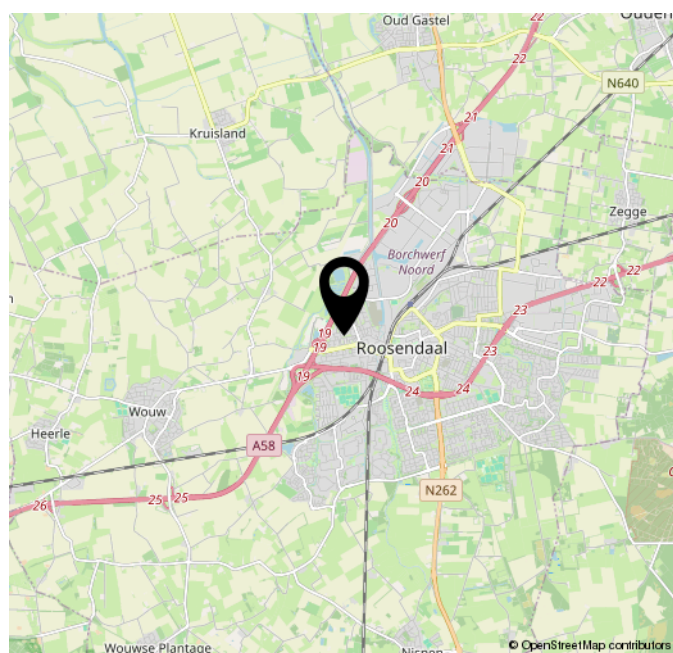 Oud Gastel
22
22
N640
21
Kruisland
21
20
Zegge
20
Borchwerf
Noord
22
22
23
19
19
Roosendaal
23
19
24
24
Wouw
Heerle
A58
N262
25
25
26
Wouwse Plantage
© OpenStreetMap contributors